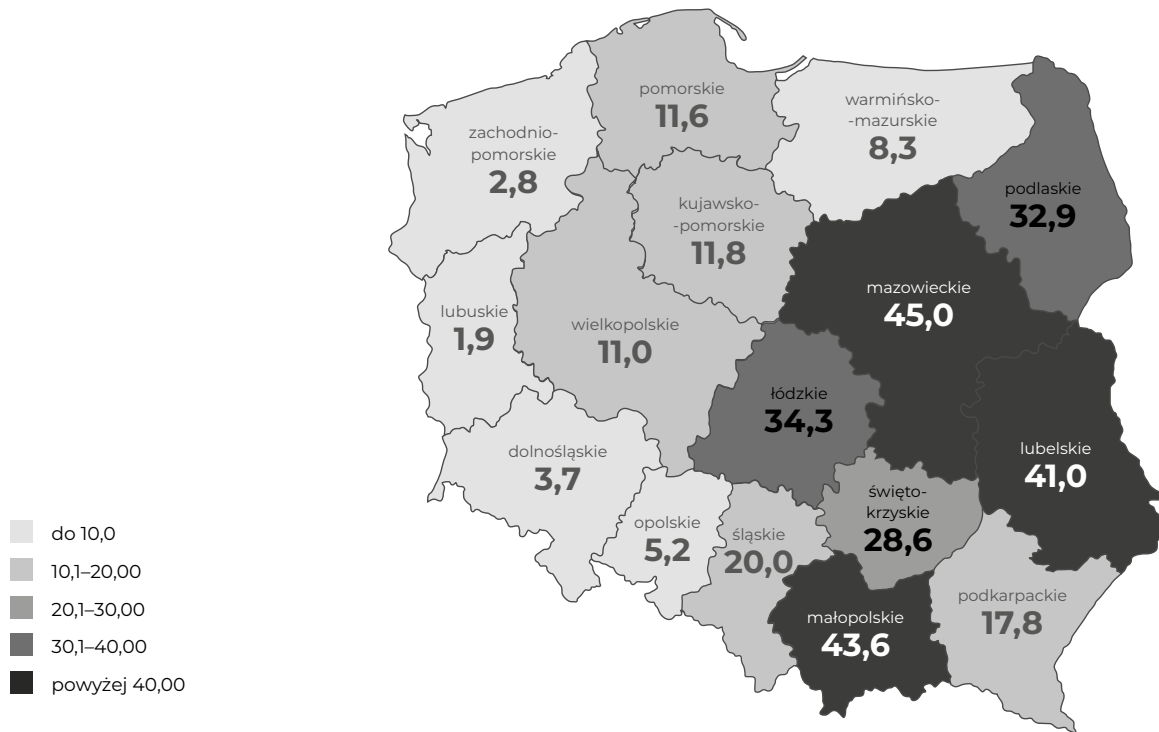 pomorskie
11,6
warmińsko-
-mazurskie
8,3
zachodnio-
pomorskie
2,8
podlaskie
32,9
kujawsko-
-pomorskie
11,8
mazowieckie
45,0
lubuskie
1,9
wielkopolskie
11,0
łódzkie
34,3
lubelskie
41,0
dolnośląskie
3,7
święto-
krzyskie
28,6
opolskie
5,2
śląskie
20,0
podkarpackie
17,8
małopolskie
43,6
do 10,0
10,1–20,00
20,1–30,00
30,1–40,00
powyżej 40,00